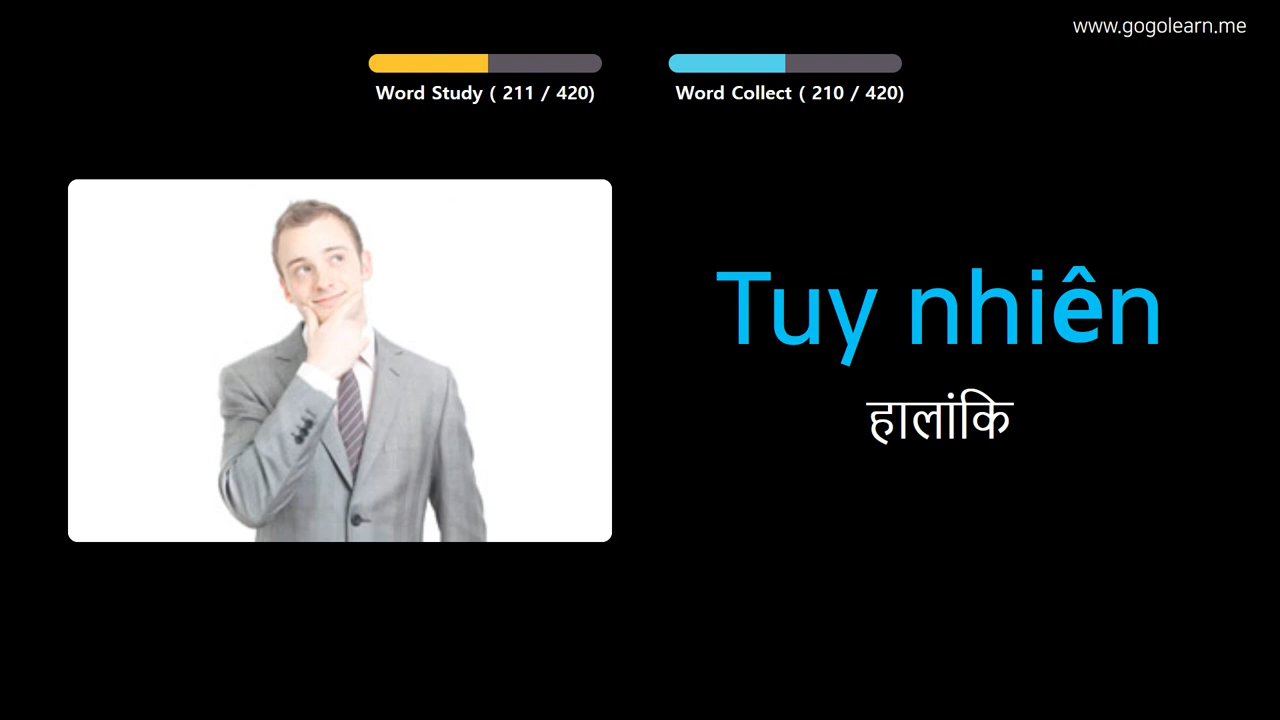 www.gogolearn.me
Word Study ( 211 / 420)
Word Collect ( 210 / 420)
Tuy nhiên
हालांकि